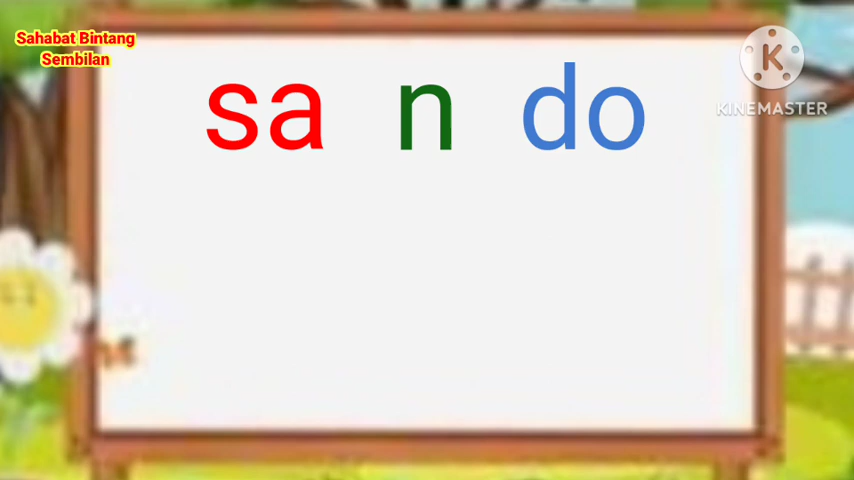 Sahabat Bintang
Sembilan
sa n do
K
KINEMASTER